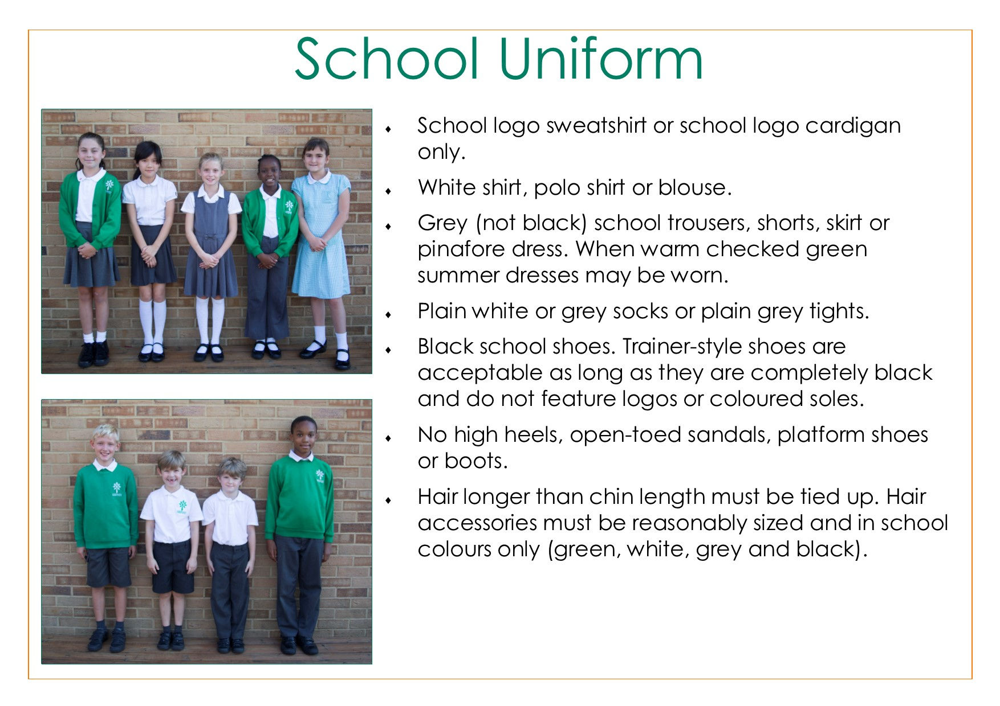 School Uniform
♦ School logo sweatshirt or school logo cardigan
only.
♦ White shirt, polo shirt or blouse.
♦ Grey (not black) school trousers, shorts, skirt or
pinafore dress. When warm checked green
summer dresses may be worn.
♦ Plain white or grey socks or plain grey tights.
♦ Black school shoes. Trainer-style shoes are
acceptable as long as they are completely black
and do not feature logos or coloured soles.
♦ No high heels, open-toed sandals, platform shoes
or boots.
♦ Hair longer than chin length must be tied up. Hair
accessories must be reasonably sized and in school
colours only (green, white, grey and black).